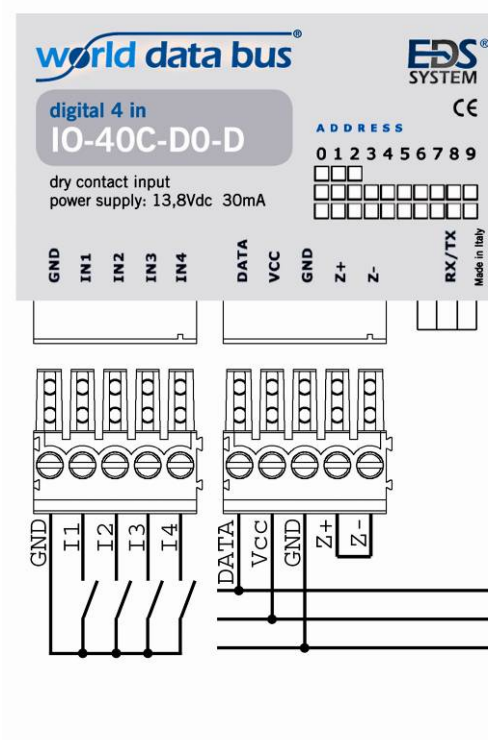 world data bus®
EDS®
SYSTEM
CE
digital 4 in
IO-40C-D0-D
ADDRESS
0 1 2 3 4 5 6 7 8 9
dry contact input
power supply: 13,8Vdc 30mA
GND IN1 IN2 IN3 IN4 DATA VCC GND Z+ Z- RX/TX Made in Italy
GND I1 I2 I3 I4 DATA Vcc GND Z+ Z-